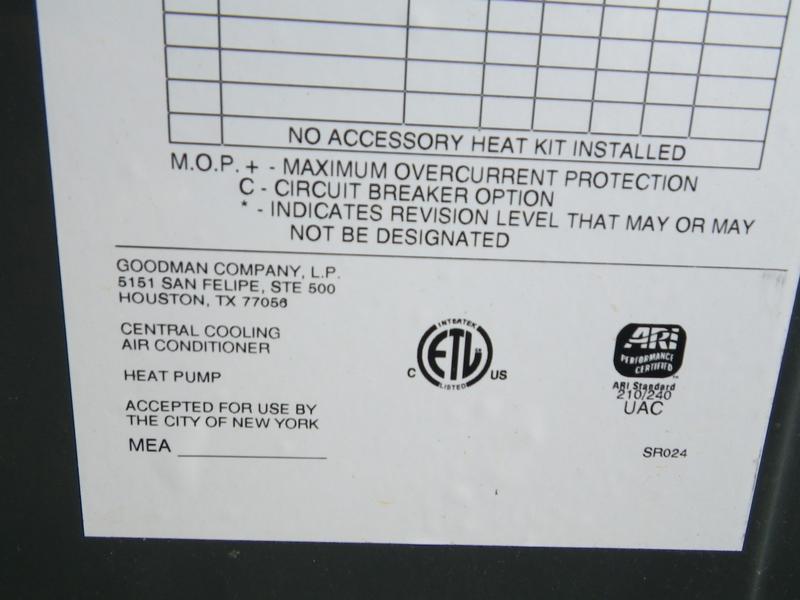 NO ACCESSORY HEAT KIT INSTALLED
M.O.P. + - MAXIMUM OVERCURRENT PROTECTION
C - CIRCUIT BREAKER OPTION
* - INDICATES REVISION LEVEL THAT MAY OR MAY
NOT BE DESIGNATED
GOODMAN COMPANY, L.P.
5151 SAN FELIPE, STE 500
HOUSTON, TX 77056
CENTRAL COOLING
AIR CONDITIONER
HEAT PUMP
ACCEPTED FOR USE BY
THE CITY OF NEW YORK
MEA
INTERTEK
C ETL US
LISTED
ARI
PERFORMANCE
CERTIFIED
ARI Standard
210/240
UAC
SR024